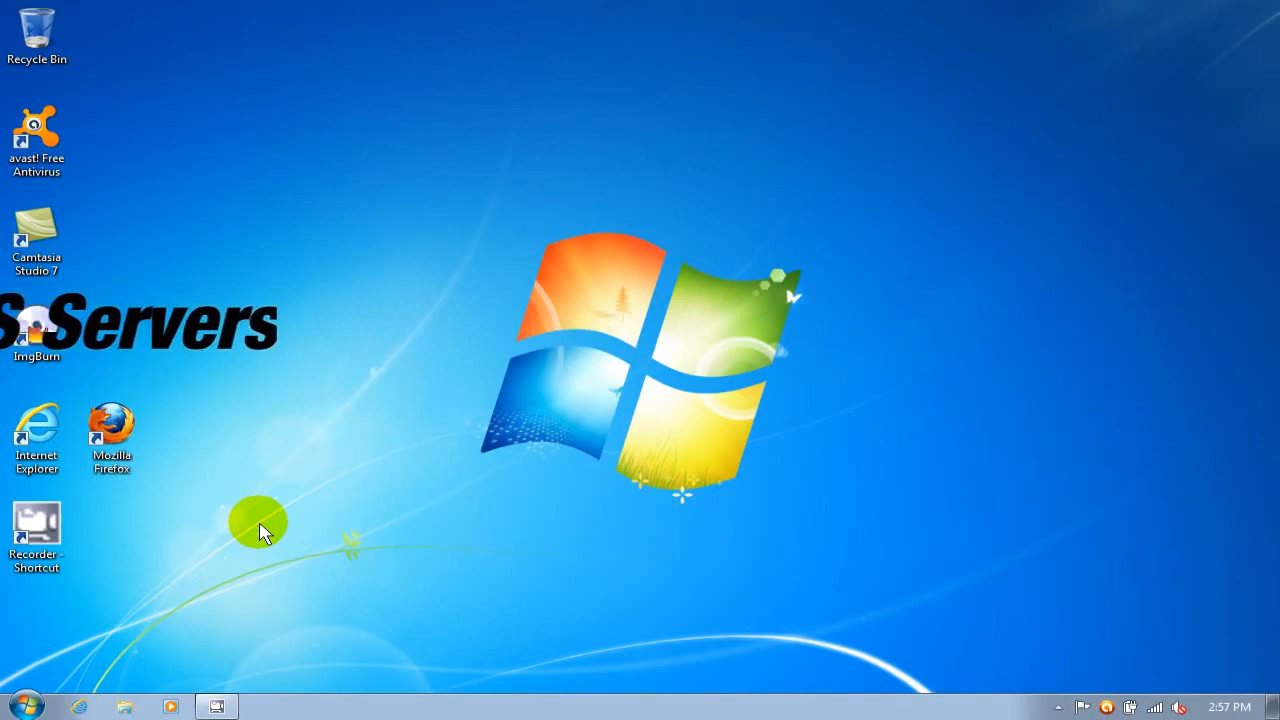 Recycle Bin
avast! Free
Antivirus
Camtasia
Studio 7
S Servers
ImgBurn
Internet
Explorer
Mozilla
Firefox
Recorder -
Shortcut
2:57 PM